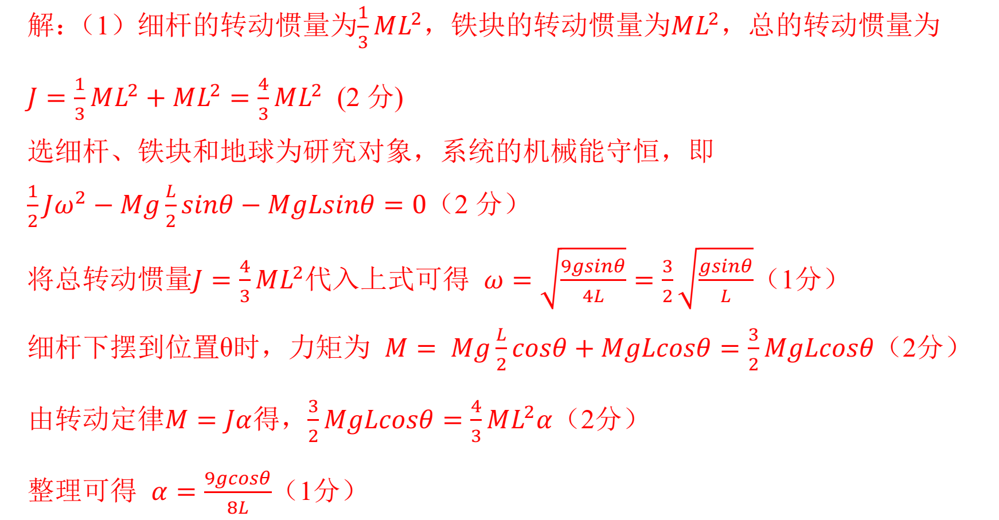 解：（1）细杆的转动惯量为$\frac{1}{3}ML^2$，铁块的转动惯量为$ML^2$，总的转动惯量为
$J = \frac{1}{3}ML^2 + ML^2 = \frac{4}{3}ML^2$ (2 分)
选细杆、铁块和地球为研究对象，系统的机械能守恒，即
$\frac{1}{2}J\omega^2 - Mg\frac{L}{2}sin\theta - MgLsin\theta = 0$（2 分）
将总转动惯量$J = \frac{4}{3}ML^2$代入上式可得 $\omega = \sqrt{\frac{9gsin\theta}{4L}} = \frac{3}{2}\sqrt{\frac{gsin\theta}{L}}$（1分）
细杆下摆到位置θ时，力矩为 $M = Mg\frac{L}{2}cos\theta + MgLcos\theta = \frac{3}{2}MgLcos\theta$（2分）
由转动定律$M = J\alpha$得，$\frac{3}{2}MgLcos\theta = \frac{4}{3}ML^2\alpha$（2分）
整理可得 $\alpha = \frac{9gcos\theta}{8L}$（1分）